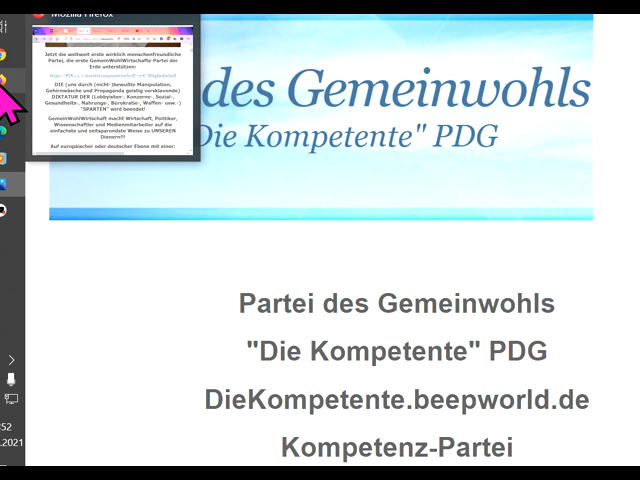 Mozilla Firefox
Jetzt die weltweit erste wirklich menschenfreundliche
Partei, die erste GemeinWohlWirtschafts-Partei der
Erde unterstützen:
DIE (uns durch (nicht-)bewußte Manipulation,
Gehirnwäsche und Propaganda geistig versklavende)
DIKTATUR DER (Lobbyisten-, Konzerne-, Sozial-,
Gesundheits-, Nahrungs-, Bürokratie-, Waffen- usw.-)
"SPARTEN" wird beendet!
GemeinWohlWirtschaft macht Wirtschaft, Politiker,
Wissenschaftler und Medienmitarbeiter auf die
einfachste und zeitsparendste Weise zu UNSEREN
Dienern!!!
Auf europäischer oder deutscher Ebene mit einer:
des Gemeinwohls
Die Kompetente" PDG
Partei des Gemeinwohls
"Die Kompetente" PDG
DieKompetente.beepworld.de
Kompetenz-Partei
:52
.2021